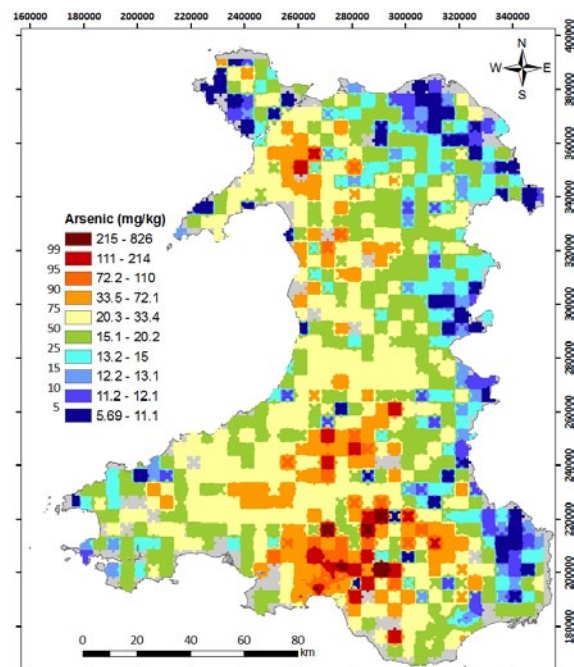 160000 180000 200000 220000 240000 260000 280000 300000 320000 340000
N
W E
S
400000
380000
360000
340000
320000
300000
280000
260000
240000
220000
200000
180000
Arsenic (mg/kg)
99 215 - 826
95 111 - 214
90 72.2 - 110
75 33.5 - 72.1
50 20.3 - 33.4
25 15.1 - 20.2
15 13.2 - 15
10 12.2 - 13.1
5 11.2 - 12.1
5.69 - 11.1
0 20 40 60 80
km